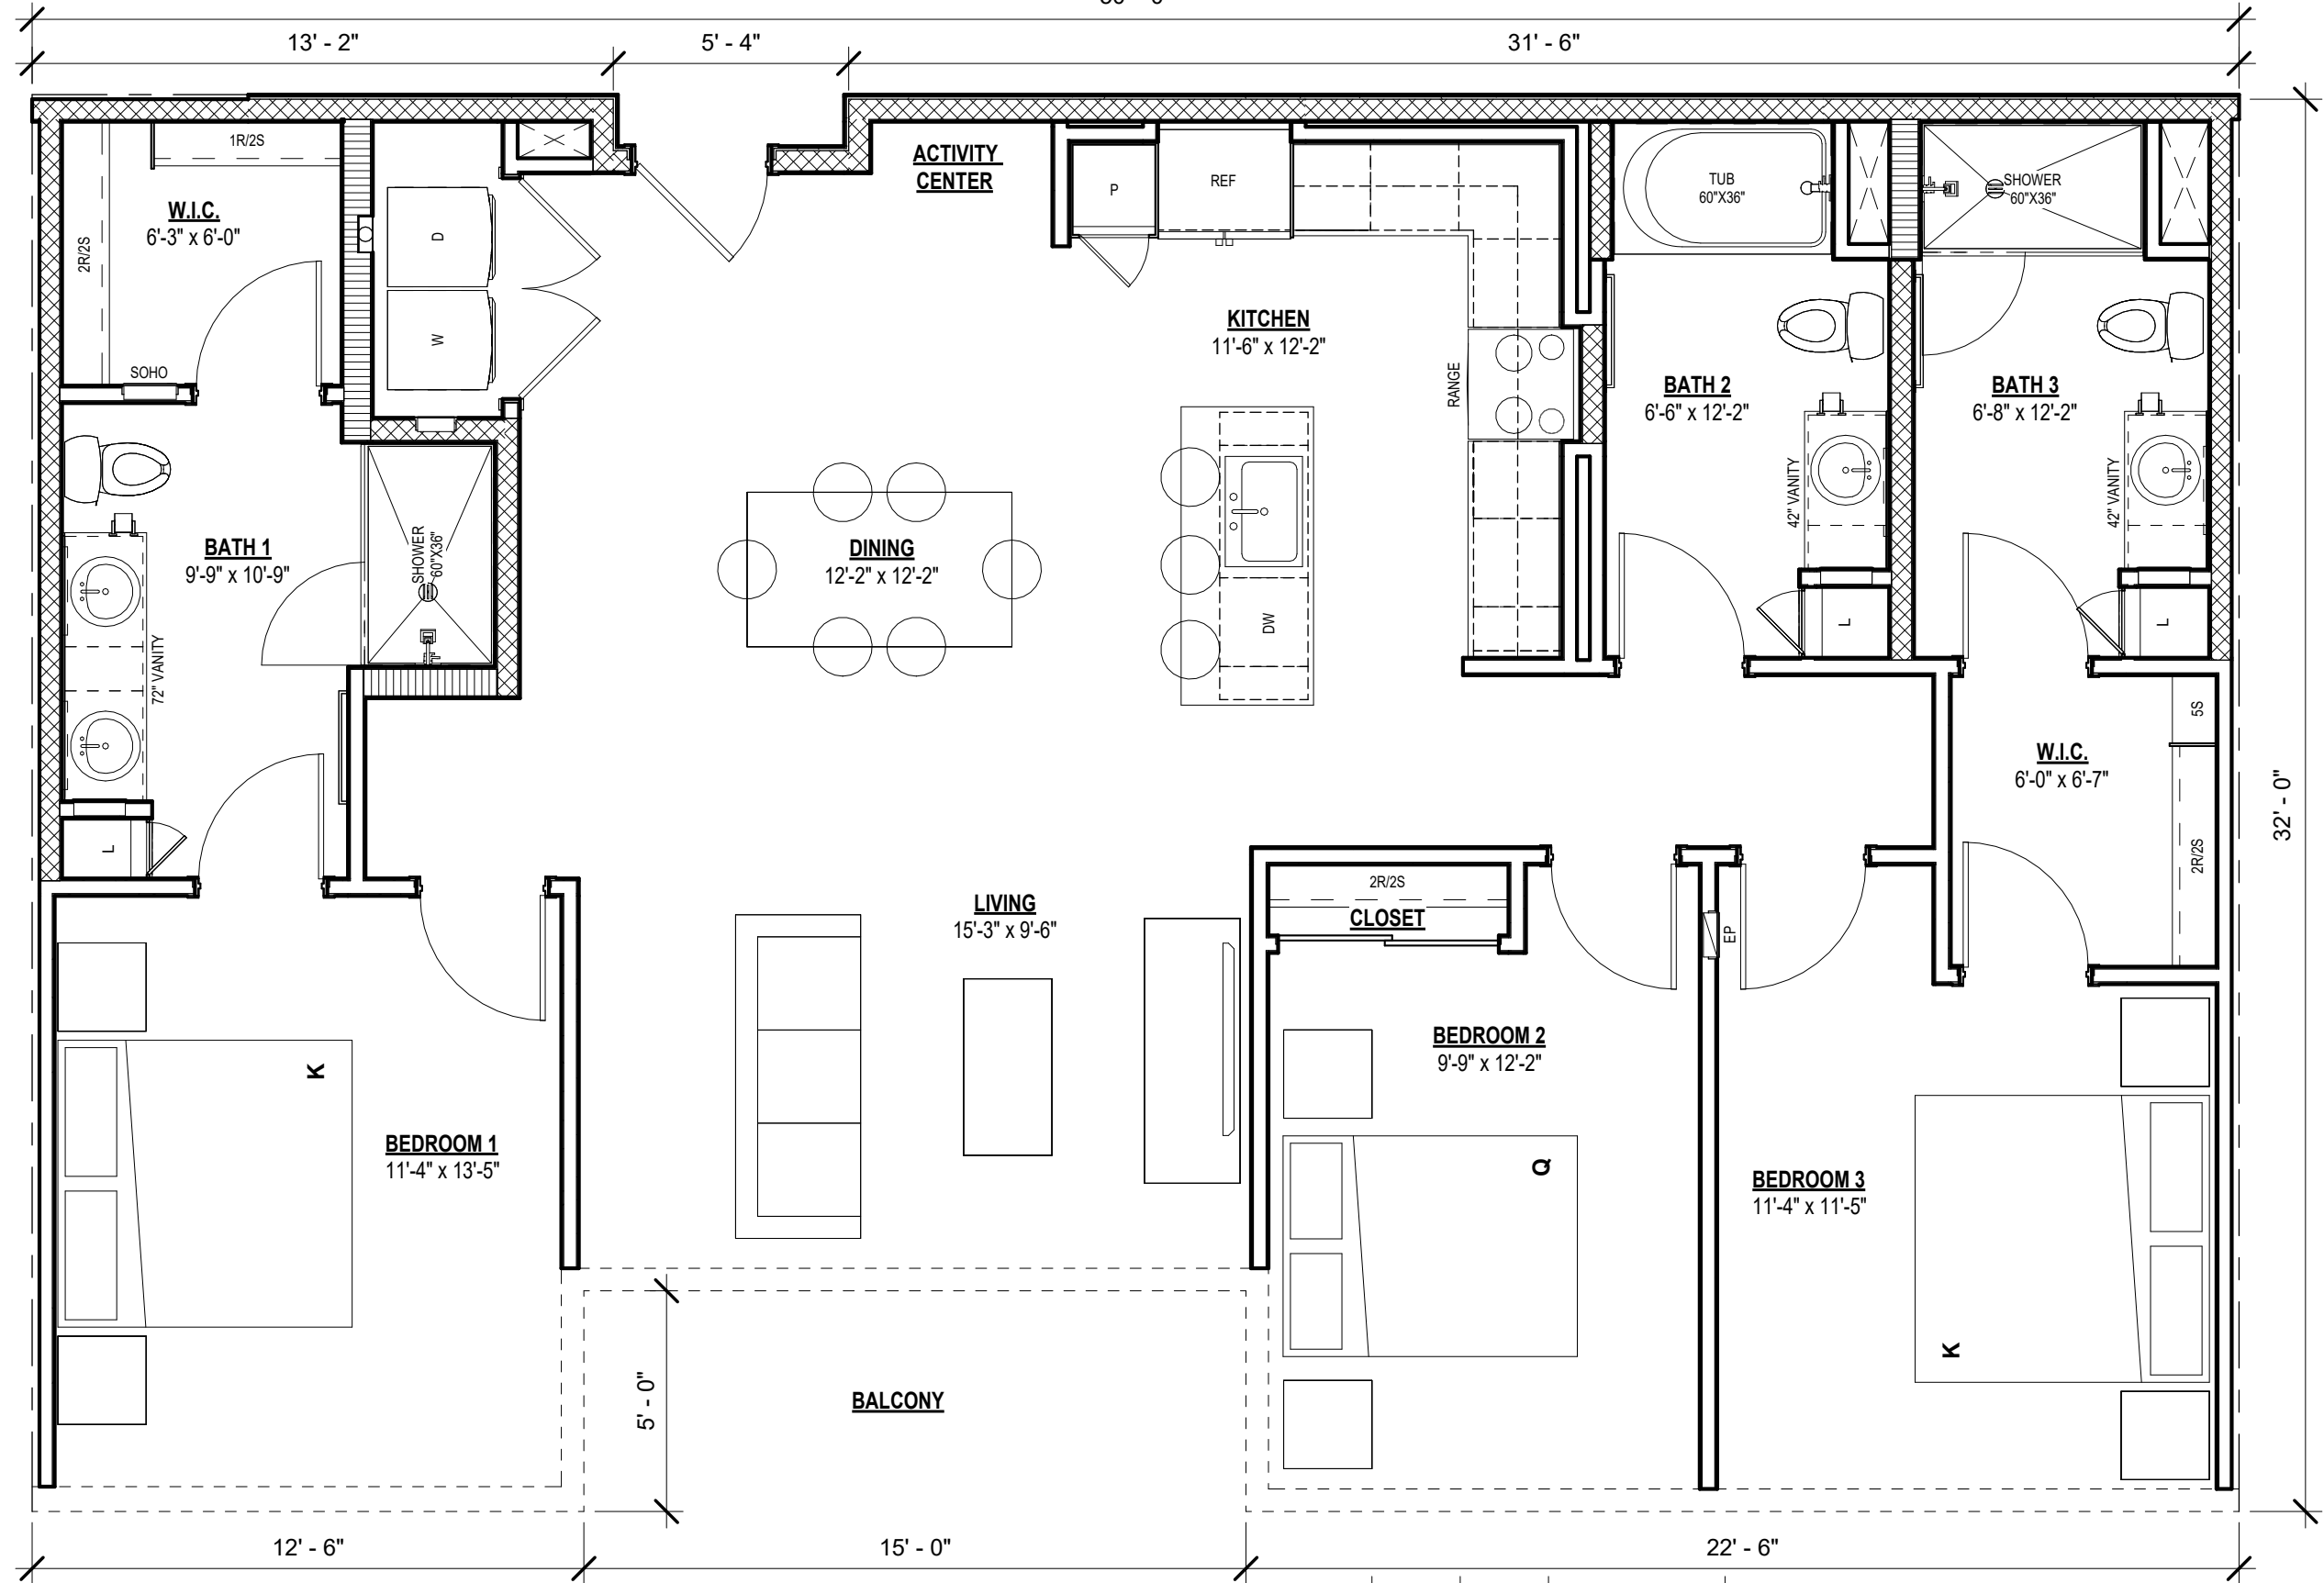 13' - 2"
5' - 4"
31' - 6"
1R/2S
W.I.C.
6'-3" x 6'-0"
2R/2S
SOHO
D
W
ACTIVITY
CENTER
P
REF
KITCHEN
11'-6" x 12'-2"
RANGE
TUB
60"X36"
SHOWER
60"X36"
BATH 2
6'-6" x 12'-2"
BATH 3
6'-8" x 12'-2"
42" VANITY
42" VANITY
L
L
BATH 1
9'-9" x 10'-9"
SHOWER
60"X36"
72" VANITY
L
DINING
12'-2" x 12'-2"
DW
W.I.C.
6'-0" x 6'-7"
5S
2R/2S
32' - 0"
LIVING
15'-3" x 9'-6"
2R/2S
CLOSET
EP
BEDROOM 1
11'-4" x 13'-5"
K
BEDROOM 2
9'-9" x 12'-2"
Q
BEDROOM 3
11'-4" x 11'-5"
K
5' - 0"
BALCONY
12' - 6"
15' - 0"
22' - 6"